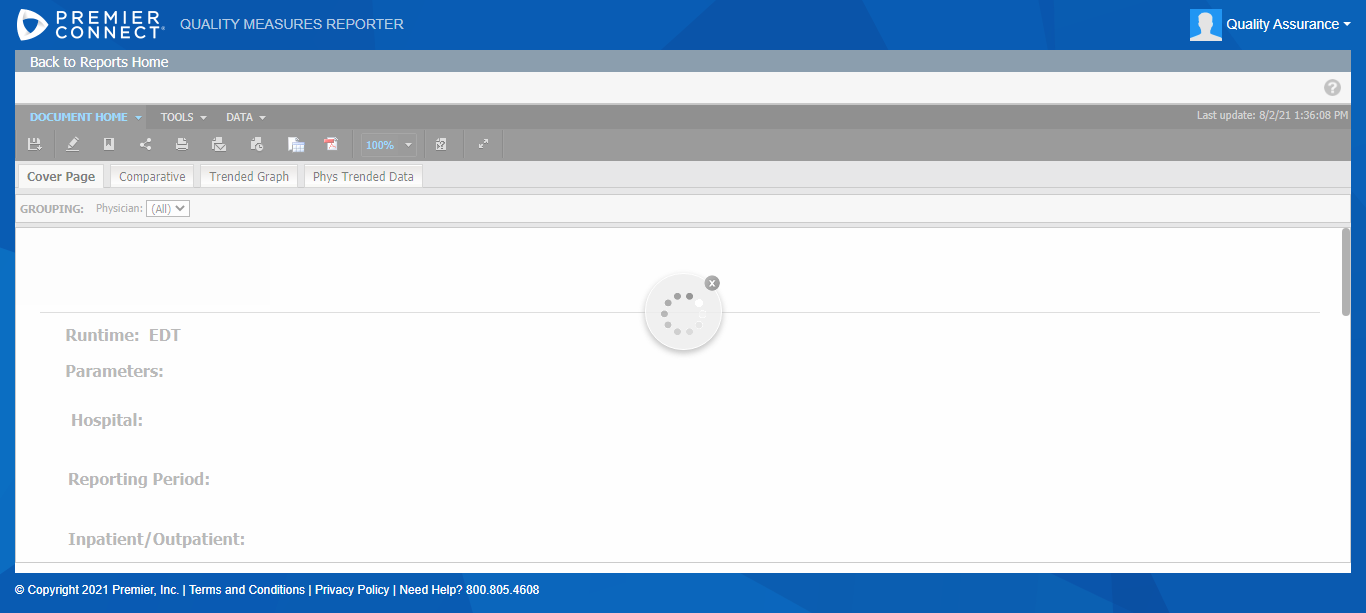 PREMIER CONNECT QUALITY MEASURES REPORTER
Quality Assurance
Back to Reports Home
?
DOCUMENT HOME TOOLS DATA Last update: 8/2/21 1:36:08 PM
100%
Cover Page Comparative Trended Graph Phys Trended Data
GROUPING: Physician: (All)
x
Runtime: EDT
Parameters:
Hospital:
Reporting Period:
Inpatient/Outpatient:
© Copyright 2021 Premier, Inc. | Terms and Conditions | Privacy Policy | Need Help? 800.805.4608